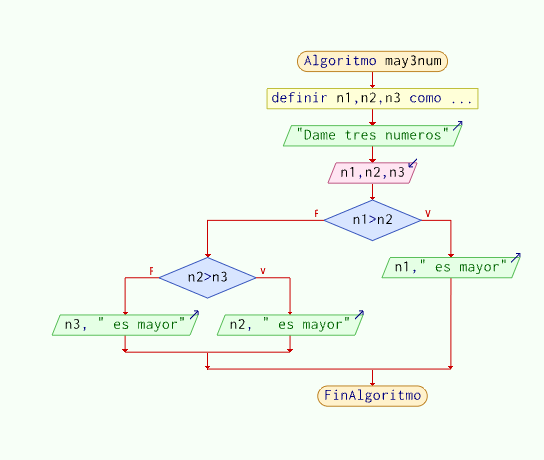 Algoritmo may3num
definir n1,n2,n3 como ...
"Dame tres numeros"
n1,n2,n3
n1>n2
F
V
n1," es mayor"
n2>n3
F
V
n3, " es mayor"
n2, " es mayor"
FinAlgoritmo